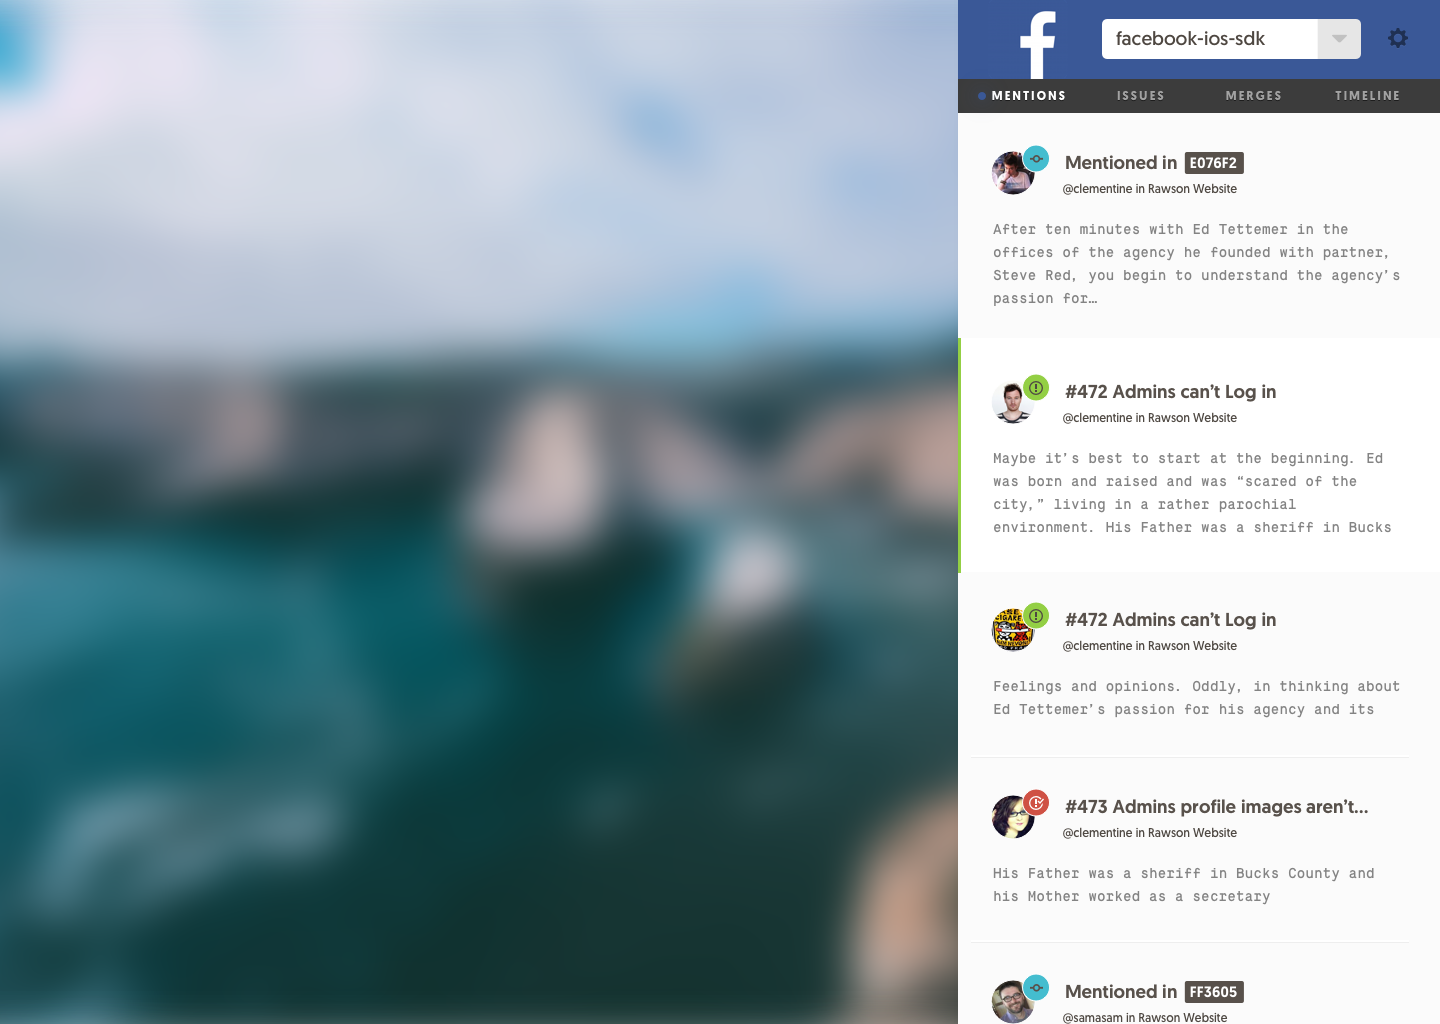 f
facebook-ios-sdk
MENTIONS ISSUES MERGES TIMELINE
Mentioned in E076F2
@clementine in Rawson Website
After ten minutes with Ed Tettemer in the
offices of the agency he founded with partner,
Steve Red, you begin to understand the agency’s
passion for…
#472 Admins can’t Log in
@clementine in Rawson Website
Maybe it’s best to start at the beginning. Ed
was born and raised and was “scared of the
city,” living in a rather parochial
environment. His Father was a sheriff in Bucks
#472 Admins can’t Log in
@clementine in Rawson Website
Feelings and opinions. Oddly, in thinking about
Ed Tettemer’s passion for his agency and its
#473 Admins profile images aren’t…
@clementine in Rawson Website
His Father was a sheriff in Bucks County and
his Mother worked as a secretary
Mentioned in FF3605
@samasam in Rawson Website